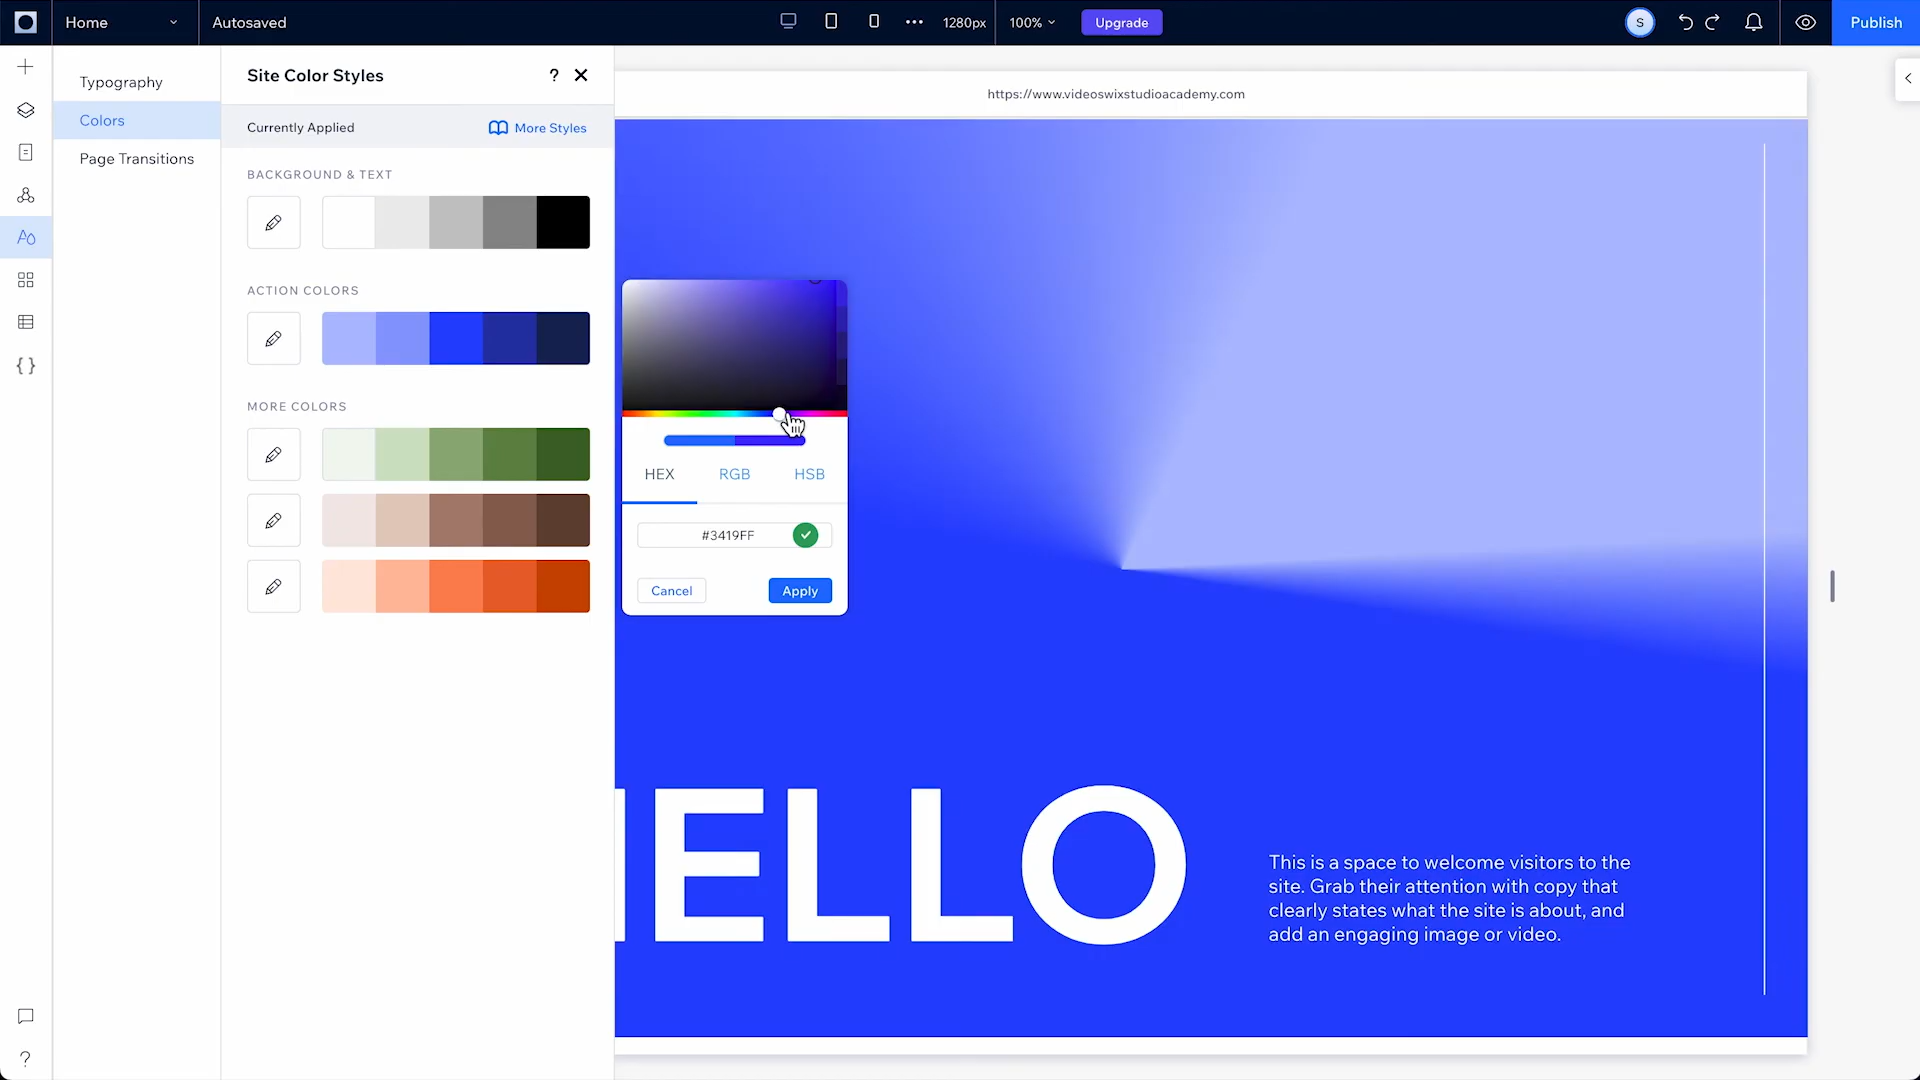 Home
Autosaved
1280px
100%
Upgrade
S
Publish
Typography
Colors
Page Transitions
Site Color Styles
?
Currently Applied
More Styles
BACKGROUND & TEXT
ACTION COLORS
MORE COLORS
https://www.videoswixstudioacademy.com
HEX
RGB
HSB
#3419FF
Cancel
Apply
ELLO
This is a space to welcome visitors to the
site. Grab their attention with copy that
clearly states what the site is about, and
add an engaging image or video.
?